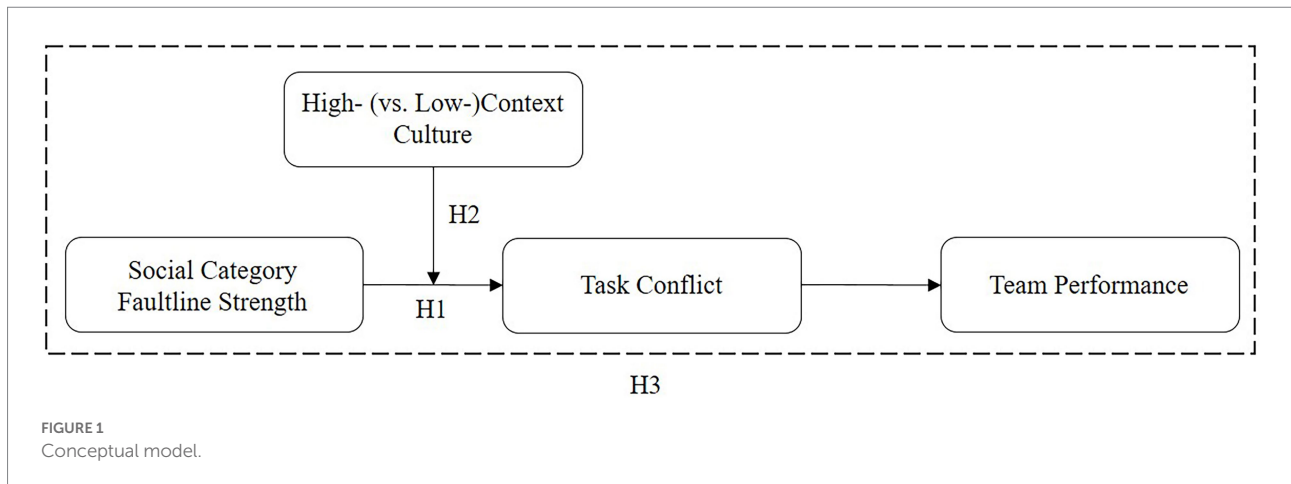 High- (vs. Low-)Context
Culture
H2
Social Category
Faultline Strength
H1
Task Conflict
Team Performance
H3
FIGURE 1
Conceptual model.